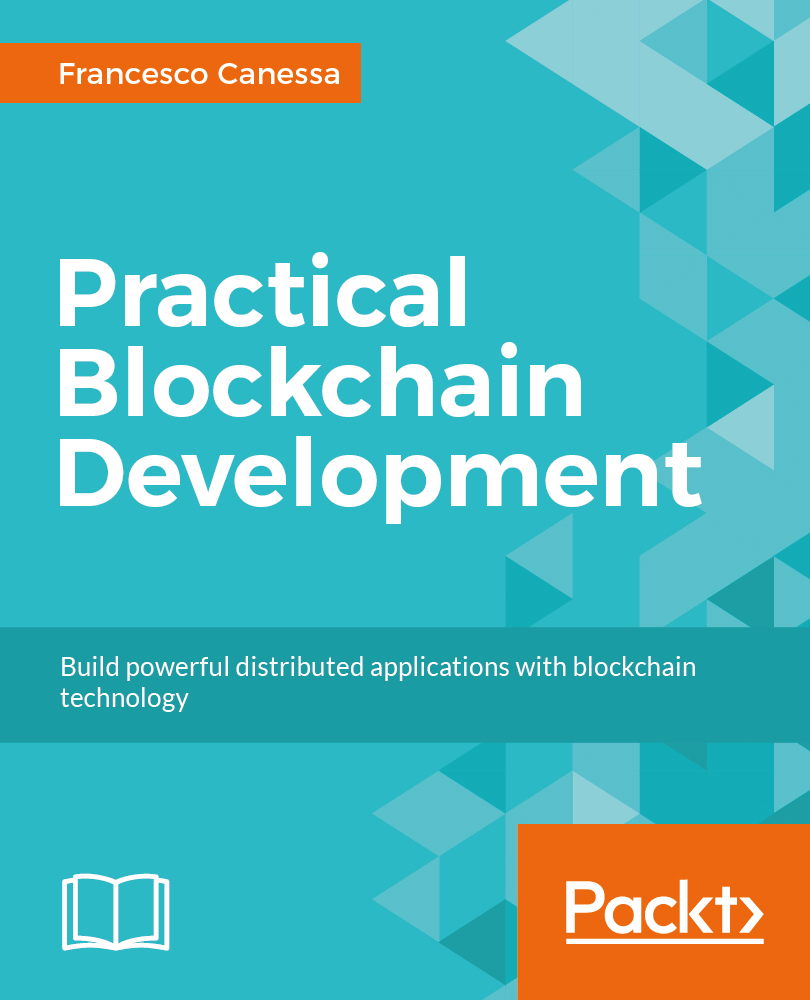 Francesco Canessa
Practical
Blockchain
Development
Build powerful distributed applications with blockchain
technology
Packt